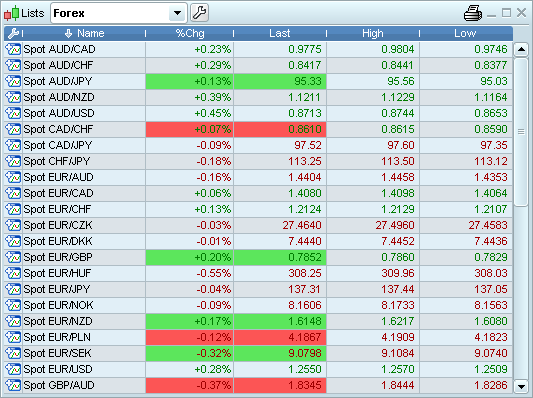 Lists Forex
Name %Chg Last High Low
Spot AUD/CAD +0.23% 0.9775 0.9804 0.9746
Spot AUD/CHF +0.29% 0.8417 0.8441 0.8377
Spot AUD/JPY +0.13% 95.33 95.56 95.03
Spot AUD/NZD +0.39% 1.1211 1.1229 1.1164
Spot AUD/USD +0.45% 0.8713 0.8744 0.8653
Spot CAD/CHF +0.07% 0.8610 0.8615 0.8590
Spot CAD/JPY -0.09% 97.52 97.60 97.35
Spot CHF/JPY -0.18% 113.25 113.50 113.12
Spot EUR/AUD -0.16% 1.4404 1.4458 1.4353
Spot EUR/CAD +0.06% 1.4080 1.4098 1.4064
Spot EUR/CHF +0.13% 1.2124 1.2129 1.2107
Spot EUR/CZK -0.03% 27.4640 27.4960 27.4583
Spot EUR/DKK -0.01% 7.4440 7.4452 7.4436
Spot EUR/GBP +0.20% 0.7852 0.7860 0.7829
Spot EUR/HUF -0.55% 308.25 309.96 308.03
Spot EUR/JPY -0.04% 137.31 137.44 137.05
Spot EUR/NOK -0.09% 8.1606 8.1733 8.1563
Spot EUR/NZD +0.17% 1.6148 1.6217 1.6080
Spot EUR/PLN -0.12% 4.1867 4.1909 4.1823
Spot EUR/SEK -0.32% 9.0798 9.1084 9.0740
Spot EUR/USD +0.28% 1.2550 1.2570 1.2509
Spot GBP/AUD -0.37% 1.8345 1.8444 1.8286